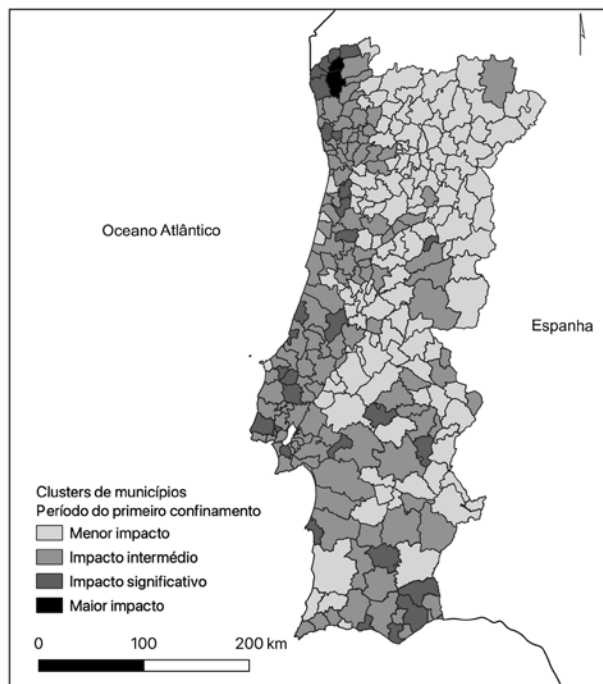 Oceano Atlântico
Espanha
Clusters de municípios
Período do primeiro confinamento
Menor impacto
Impacto intermédio
Impacto significativo
Maior impacto
0 100 200 km